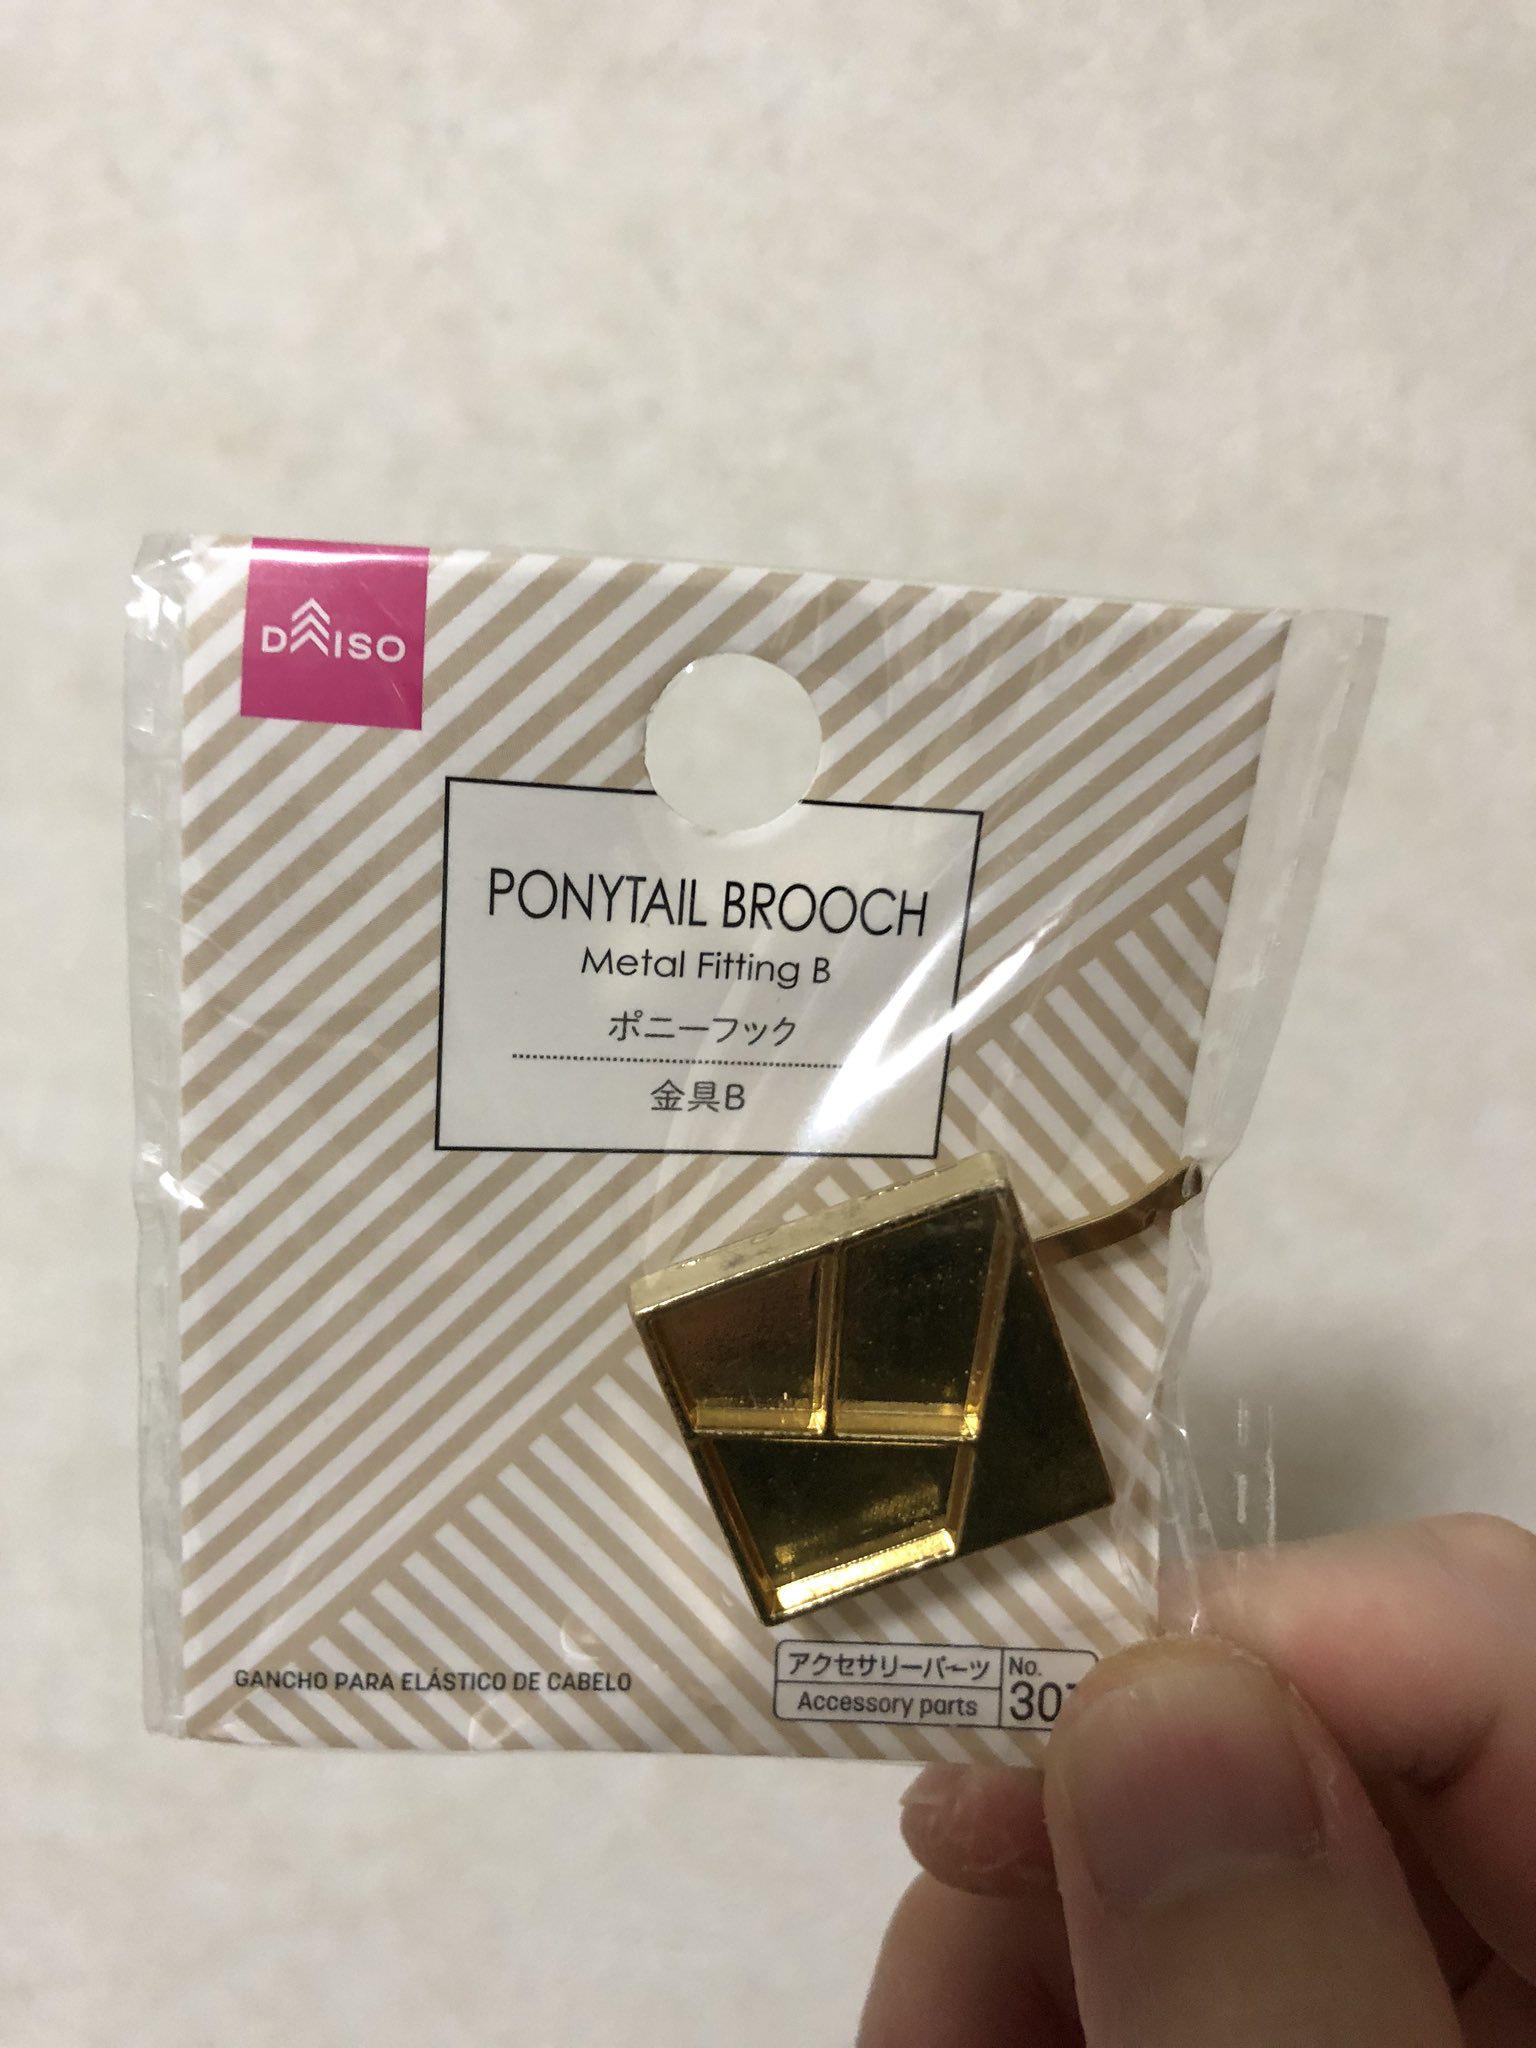 DAISO
PONYTAIL BROOCH
Metal Fitting B
ポニーフック
金具B
GANCHO PARA ELÁSTICO DE CABELO
アクセサリーパーツ
Accessory parts
No.